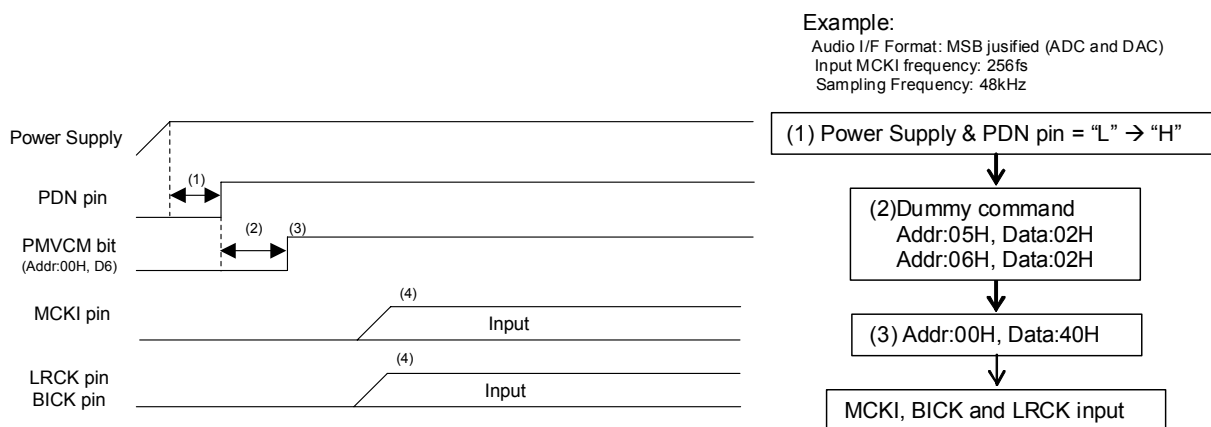 Example:
Audio I/F Format: MSB jusified (ADC and DAC)
Input MCKI frequency: 256fs
Sampling Frequency: 48kHz
Power Supply
(1)
PDN pin
(2)
(3)
PMVCM bit
(Addr:00H, D6)
(4)
MCKI pin
Input
(4)
LRCK pin
BICK pin
Input
(1) Power Supply & PDN pin = “L” → “H”
(2)Dummy command
Addr:05H, Data:02H
Addr:06H, Data:02H
(3) Addr:00H, Data:40H
MCKI, BICK and LRCK input